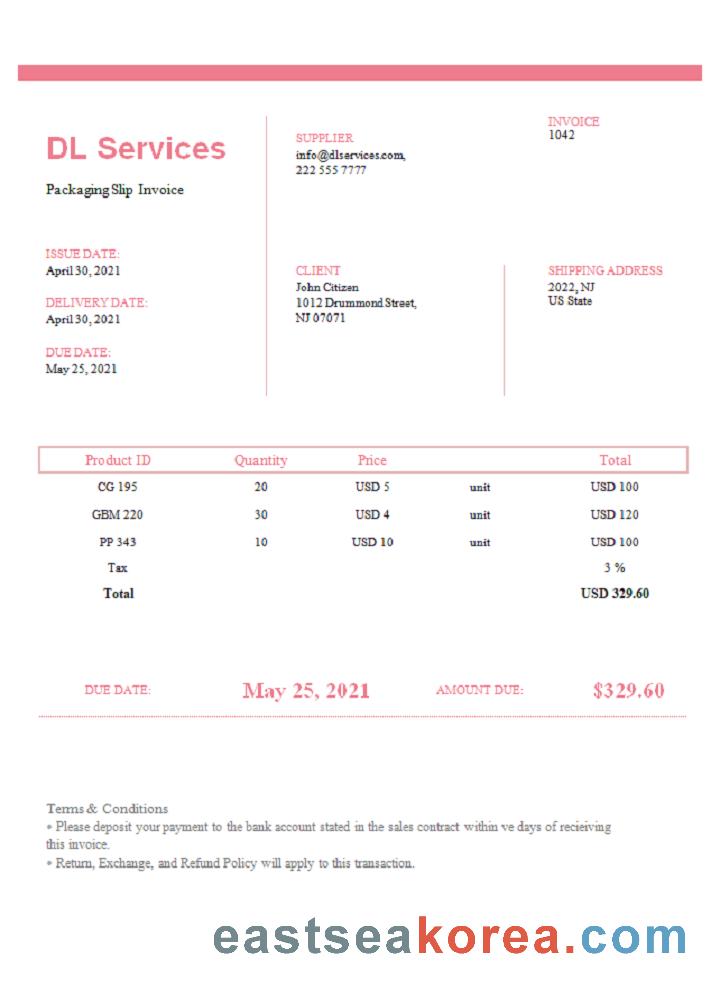 DL Services
Packaging Slip Invoice
SUPPLIER
info@dlservices.com,
222 555 7777
INVOICE
1042
ISSUE DATE:
April 30, 2021
DELIVERY DATE:
April 30, 2021
DUE DATE:
May 25, 2021
CLIENT
John Citizen
1012 Drummond Street,
NJ 07071
SHIPPING ADDRESS
2022, NJ
US State
Product ID Quantity Price Total
CG 195 20 USD 5 unit USD 100
GBM 220 30 USD 4 unit USD 120
PP 343 10 USD 10 unit USD 100
Tax 3 %
Total USD 329.60
DUE DATE: May 25, 2021 AMOUNT DUE: $329.60
Terms & Conditions
• Please deposit your payment to the bank account stated in the sales contract within ve days of recieiving
this invoice.
• Return, Exchange, and Refund Policy will apply to this transaction.
eastseakorea.com